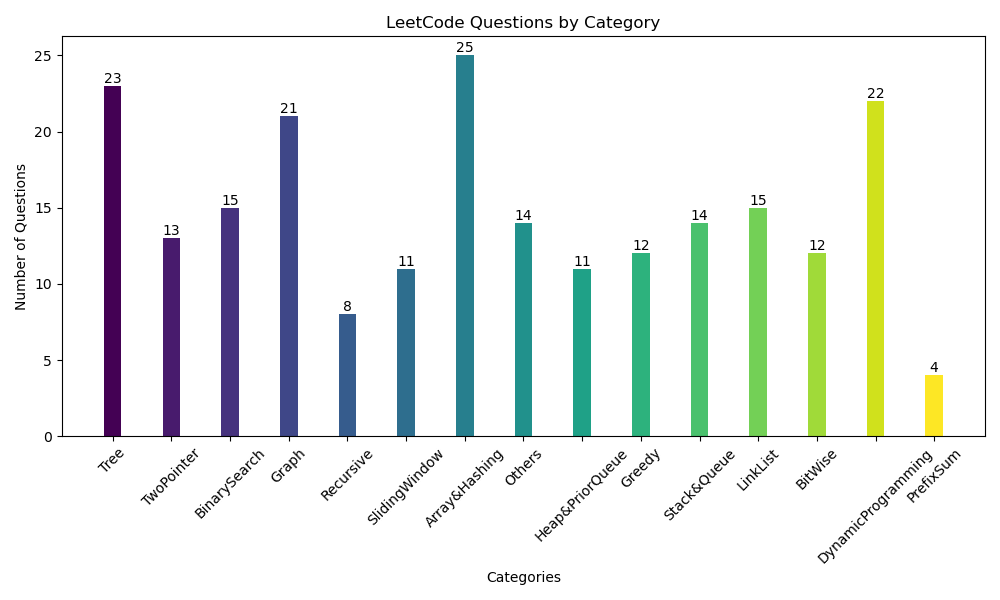 LeetCode Questions by Category
Number of Questions
25
20
15
10
5
0
23
13
15
21
8
11
25
14
11
12
14
15
12
22
4
Tree
TwoPointer
BinarySearch
Graph
Recursive
SlidingWindow
Array&Hashing
Others
Heap&PriorQueue
Greedy
Stack&Queue
LinkList
BitWise
DynamicProgramming
PrefixSum
Categories